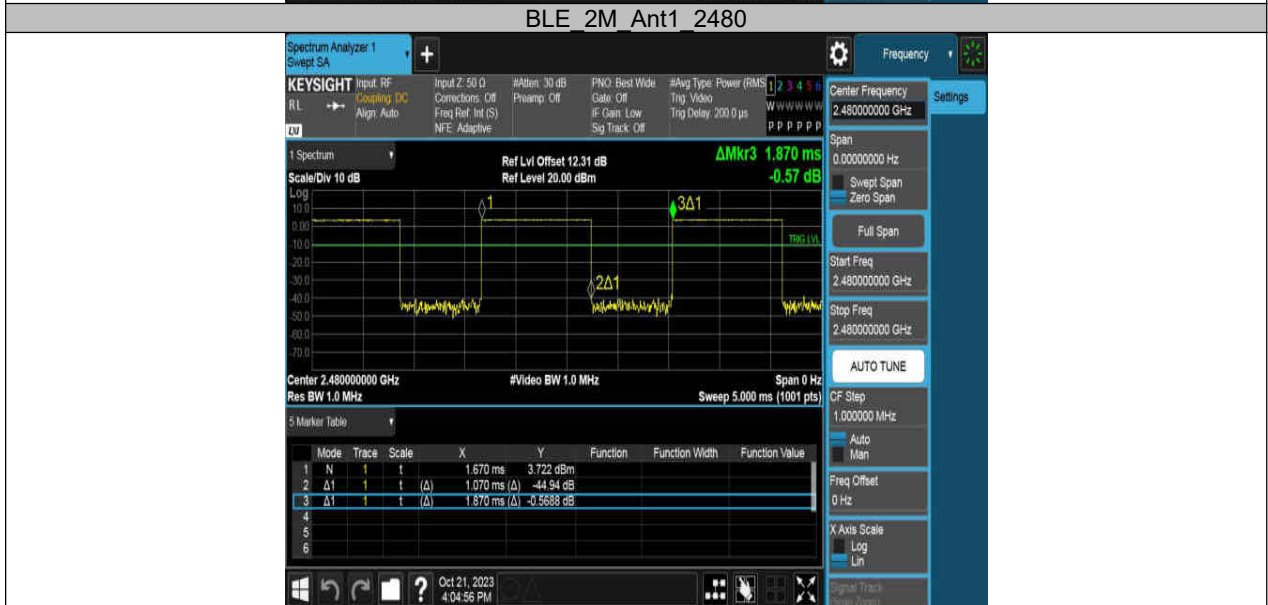 BLE_2M_Ant1_2480
Spectrum Analyzer 1
Swept SA
+
Frequency
KEYSIGHT
RL
Input: RF
Coupling: DC
Align: Auto
Input Z: 50 Ω
Corrections: Off
Freq Ref: Int (S)
NFE: Adaptive
#Atten: 30 dB
Preamp: Off
PNO: Best Wide
Gate: Off
IF Gain: Low
Sig Track: Off
#Avg Type: Power (RMS
Trig: Video
Trig Delay: 200.0 µs
1 2 3 4 5 6
W W W W W W
P P P P P P
LXI
1 Spectrum
Scale/Div 10 dB
Ref Lvl Offset 12.31 dB
Ref Level 20.00 dBm
ΔMkr3 1.870 ms
-0.57 dB
Log
10.0
0.00
-10.0
-20.0
-30.0
-40.0
-50.0
-60.0
-70.0
1
2Δ1
3Δ1
TRIG LVL
Center 2.480000000 GHz
Res BW 1.0 MHz
#Video BW 1.0 MHz
Span 0 Hz
Sweep 5.000 ms (1001 pts)
5 Marker Table
Mode Trace Scale X Y Function Function Width Function Value
1 N 1 t 1.670 ms 3.722 dBm
2 Δ1 1 t (Δ) 1.070 ms (Δ) -44.94 dB
3 Δ1 1 t (Δ) 1.870 ms (Δ) -0.5688 dB
4
5
6
Center Frequency
2.480000000 GHz
Settings
Span
0.00000000 Hz
Swept Span
Zero Span
Full Span
Start Freq
2.480000000 GHz
Stop Freq
2.480000000 GHz
AUTO TUNE
CF Step
1.000000 MHz
Auto
Man
Freq Offset
0 Hz
X Axis Scale
Log
Lin
Signal Track
(Span Zoom)
?
Oct 21, 2023
4:04:56 PM